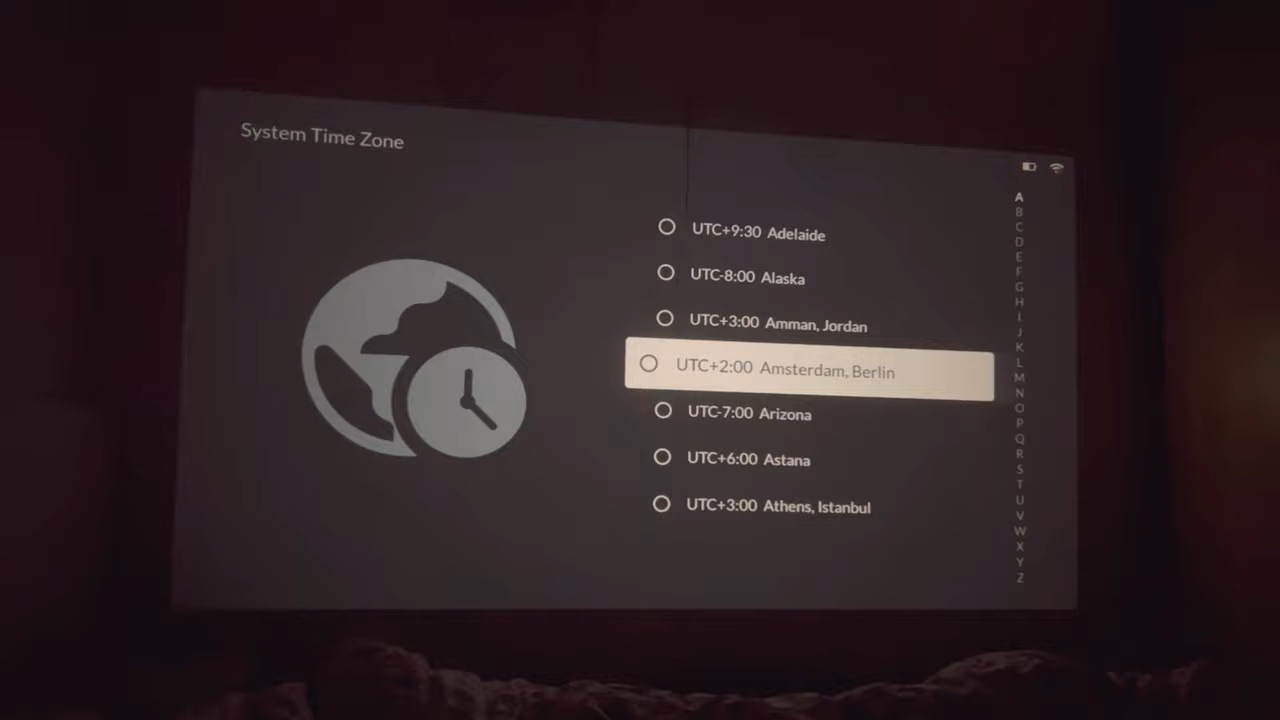 System Time Zone
UTC+9:30 Adelaide
UTC-8:00 Alaska
UTC+3:00 Amman, Jordan
UTC+2:00 Amsterdam, Berlin
UTC-7:00 Arizona
UTC+6:00 Astana
UTC+3:00 Athens, Istanbul
A
B
C
D
E
F
G
H
I
J
K
L
M
N
O
P
Q
R
S
T
U
V
W
X
Y
Z